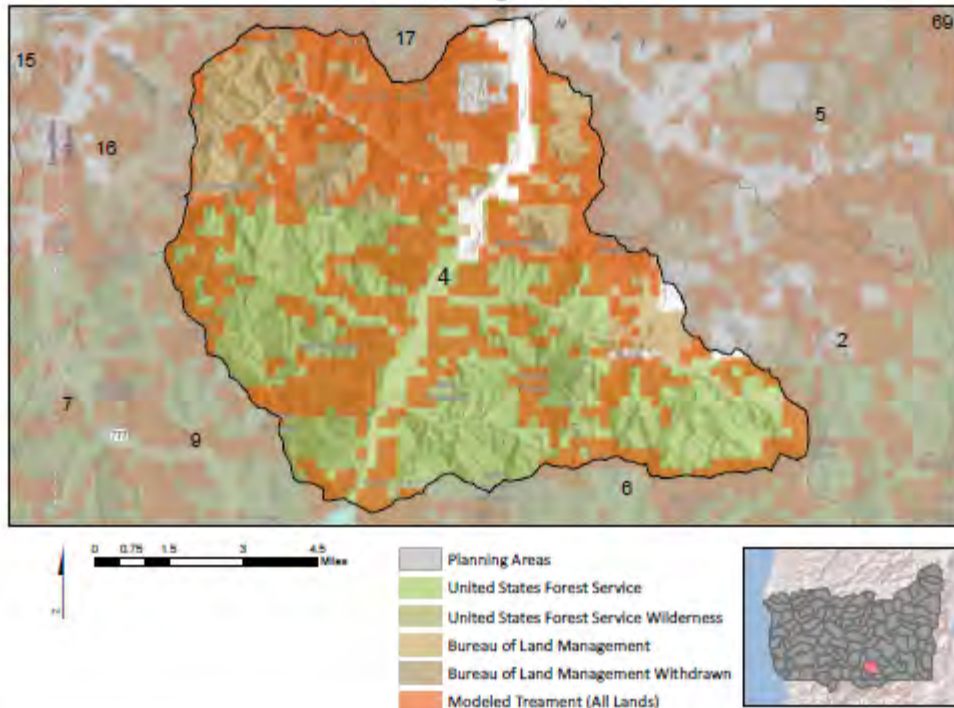 17
69
15
5
16
4
2
7
9
6
0 0.75 1.5 3 4.5
Miles
Planning Areas
United States Forest Service
United States Forest Service Wilderness
Bureau of Land Management
Bureau of Land Management Withdrawn
Modeled Treament (All Lands)